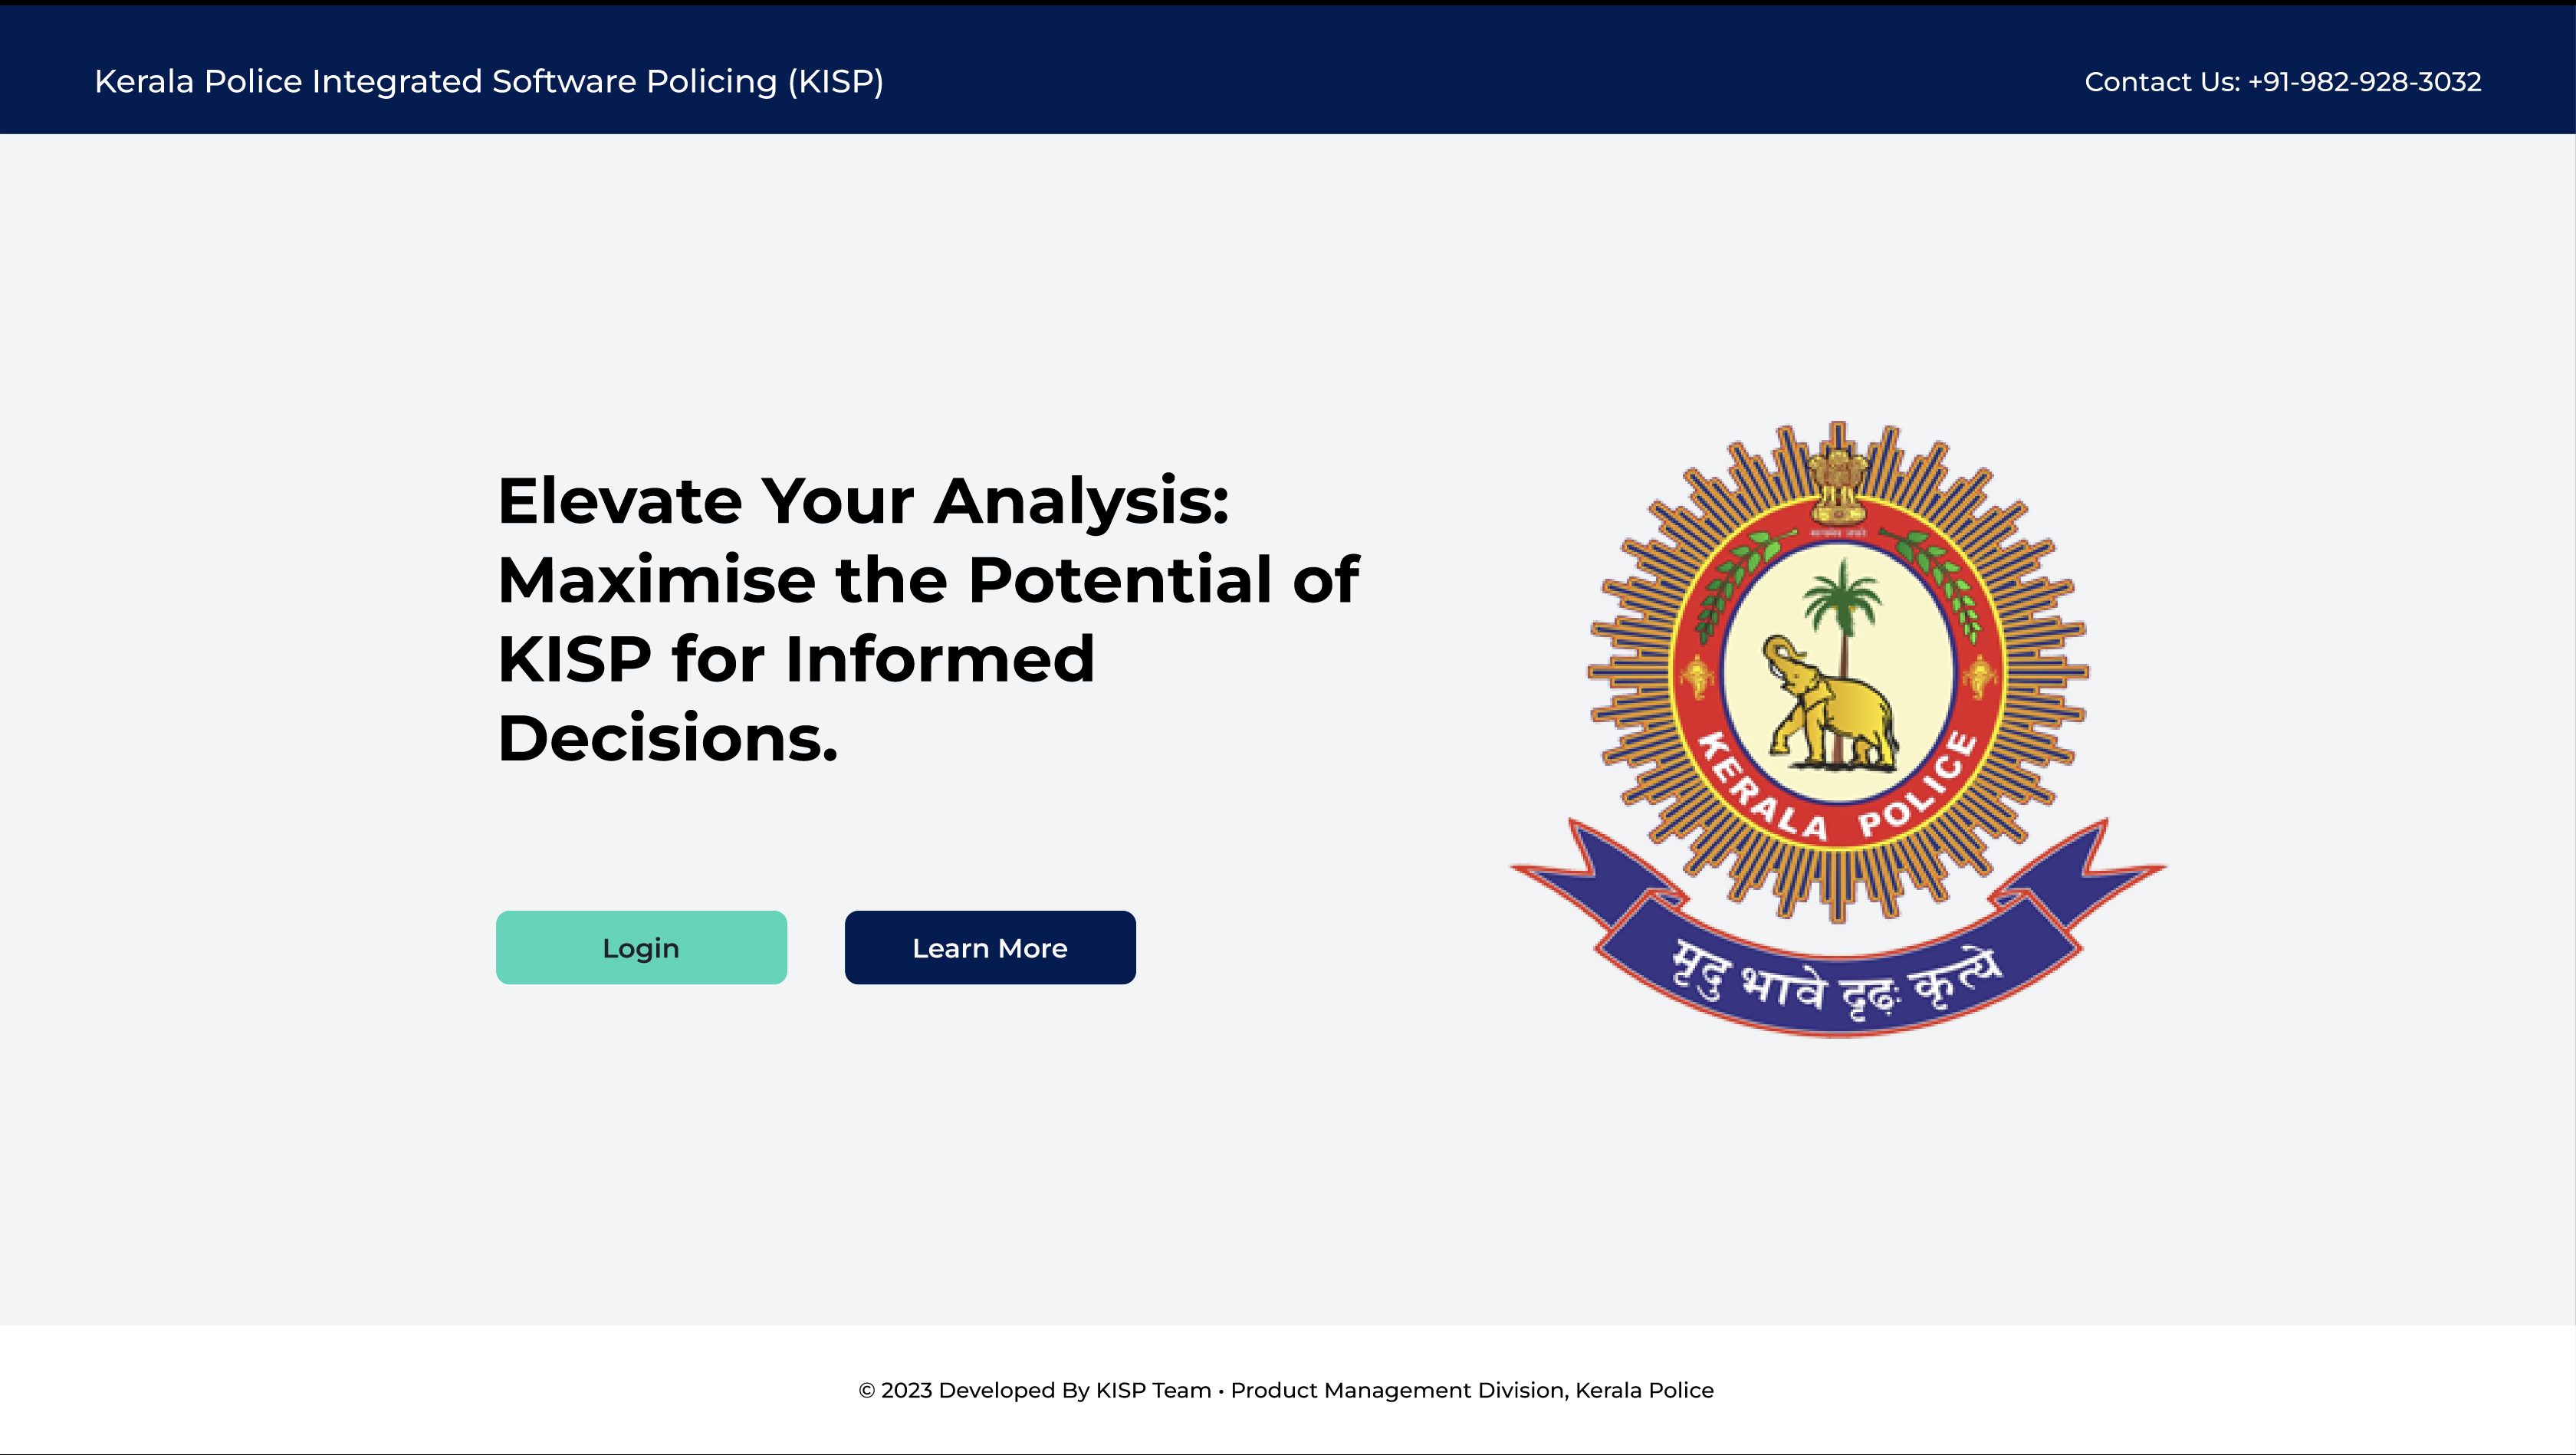 Kerala Police Integrated Software Policing (KISP)
Contact Us: +91-982-928-3032
Elevate Your Analysis:
Maximise the Potential of
KISP for Informed
Decisions.
Login
Learn More
KERALA POLICE
मृदु भावे दृढः कृत्ये
© 2023 Developed By KISP Team • Product Management Division, Kerala Police